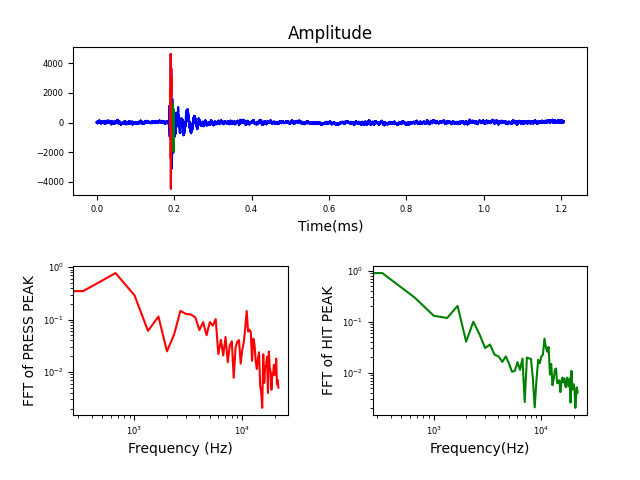 Amplitude
4000
2000
0
−2000
−4000
0.0 0.2 0.4 0.6 0.8 1.0 1.2
Time(ms)
FFT of PRESS PEAK
10⁰
10⁻¹
10⁻²
10³ 10⁴
Frequency (Hz)
FFT of HIT PEAK
10⁰
10⁻¹
10⁻²
10³ 10⁴
Frequency(Hz)